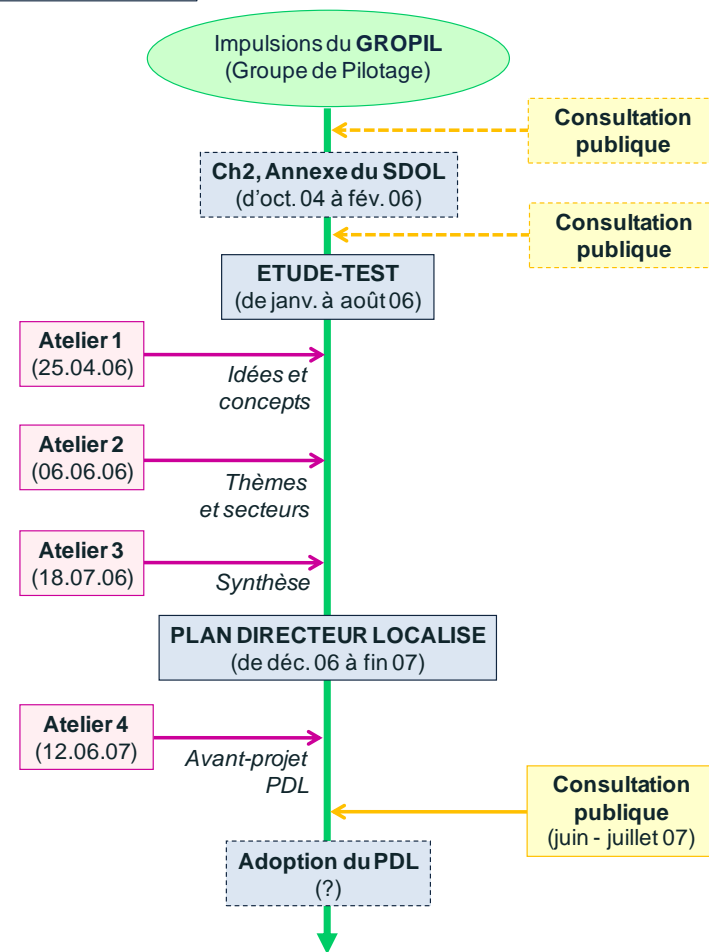 Impulsions du GROPIL
(Groupe de Pilotage)
Consultation
publique
Ch2, Annexe du SDOL
(d'oct. 04 à fév. 06)
Consultation
publique
ETUDE-TEST
(de janv. à août 06)
Atelier 1
(25.04.06)
Idées et
concepts
Atelier 2
(06.06.06)
Thèmes
et secteurs
Atelier 3
(18.07.06)
Synthèse
PLAN DIRECTEUR LOCALISE
(de déc. 06 à fin 07)
Atelier 4
(12.06.07)
Avant-projet
PDL
Consultation
publique
(juin - juillet 07)
Adoption du PDL
(?)